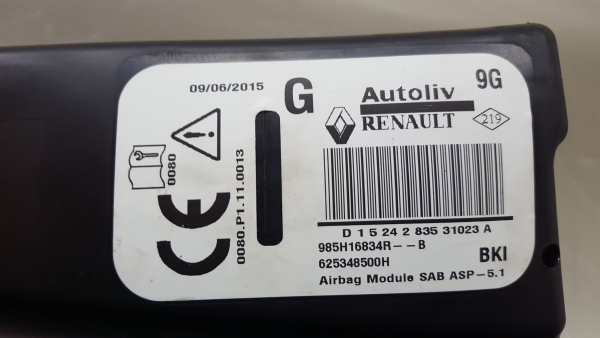 09/06/2015
G
Autoliv
9G
RENAULT
219
0080
0080.P1.11.0013
CE
D 1 5 24 2 835 31023 A
985H16834R--B
625348500H
BKI
Airbag Module SAB ASP-5.1